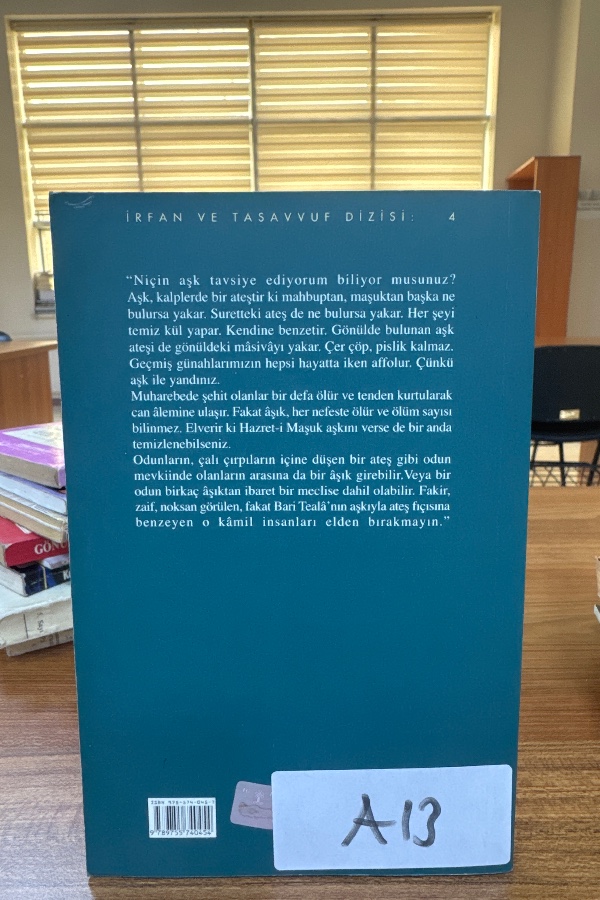 İRFAN VE TASAVVUF DİZİSİ: 4
“Niçin aşk tavsiye ediyorum biliyor musunuz?
Aşk, kalplerde bir ateştir ki mahbuptan, maşuktan başka ne
bulursa yakar. Suretteki ateş de ne bulursa yakar. Her şeyi
temiz kül yapar. Kendine benzetir. Gönülde bulunan aşk
ateşi de gönüldeki mâsivâyı yakar. Çer çöp, pislik kalmaz.
Geçmiş günahlarımızın hepsi hayatta iken affolur. Çünkü
aşk ile yandınız.
Muharebede şehit olanlar bir defa ölür ve tenden kurtularak
can âlemine ulaşır. Fakat âşık, her nefeste ölür ve ölüm sayısı
bilinmez. Elverir ki Hazret-i Maşuk aşkını verse de bir anda
temizlenebilseniz.
Odunların, çalı çırpıların içine düşen bir ateş gibi odun
mevkiinde olanların arasına da bir âşık girebilir.Veya bir
odun birkaç âşıktan ibaret bir meclise dahil olabilir. Fakir,
zaif, noksan görülen, fakat Bari Tealâ’nın aşkıyla ateş fıçısına
benzeyen o kâmil insanları elden bırakmayın.”
GÖNÜ
ISBN 975-574-045-1
9789755740454
A13